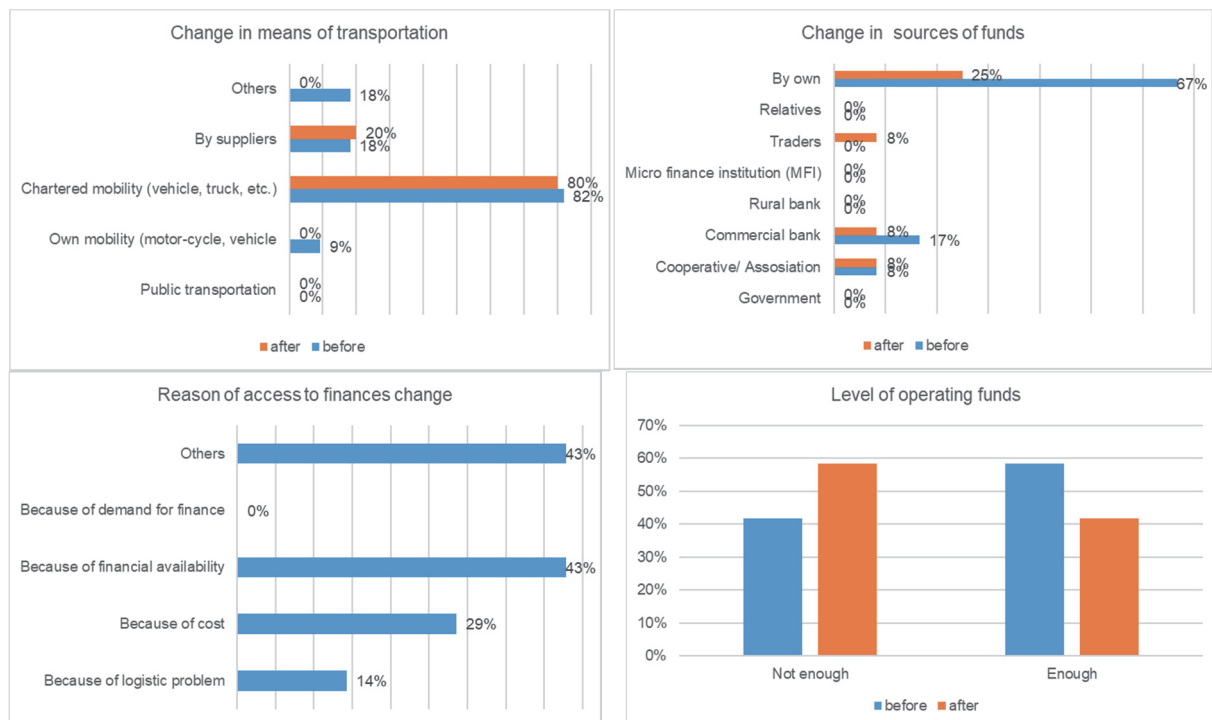 Change in means of transportation
Others
0%
18%
By suppliers
20%
18%
Chartered mobility (vehicle, truck, etc.)
80%
82%
Own mobility (motor-cycle, vehicle
0%
9%
Public transportation
0%
0%
after before
Change in sources of funds
By own
25%
67%
Relatives
0%
0%
Traders
8%
0%
Micro finance institution (MFI)
0%
0%
Rural bank
0%
0%
Commercial bank
8%
17%
Cooperative/ Assosiation
8%
8%
Government
0%
0%
after before
Reason of access to finances change
Others
43%
Because of demand for finance
0%
Because of financial availability
43%
Because of cost
29%
Because of logistic problem
14%
Level of operating funds
70%
60%
50%
40%
30%
20%
10%
0%
Not enough Enough
before after